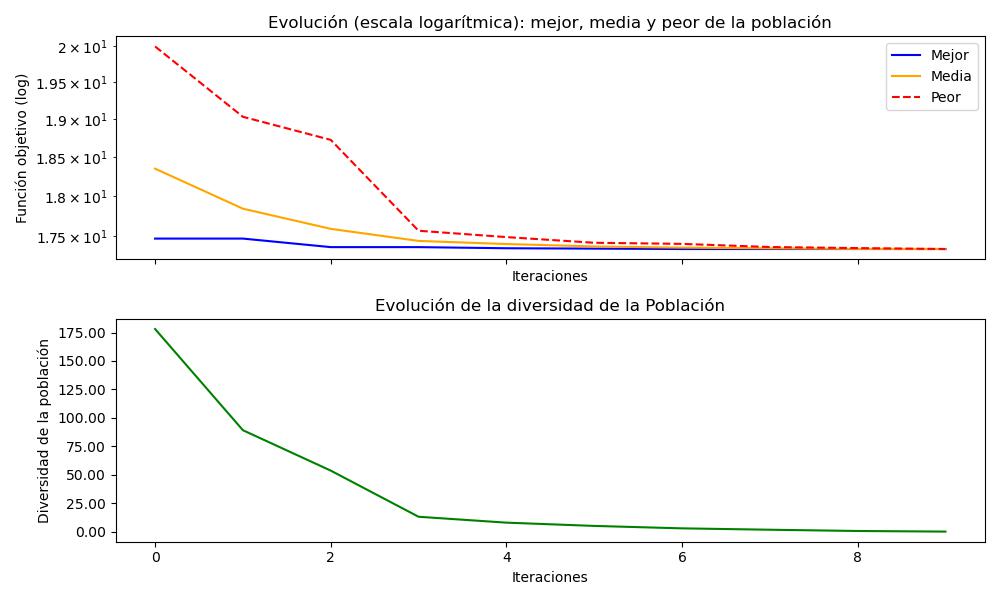 Evolución (escala logarítmica): mejor, media y peor de la población
2 × 10¹
1.95 × 10¹
1.9 × 10¹
1.85 × 10¹
1.8 × 10¹
1.75 × 10¹
Función objetivo (log)
Mejor
Media
Peor
Iteraciones
Evolución de la diversidad de la Población
175.00
150.00
125.00
100.00
75.00
50.00
25.00
0.00
Diversidad de la población
0 2 4 6 8
Iteraciones